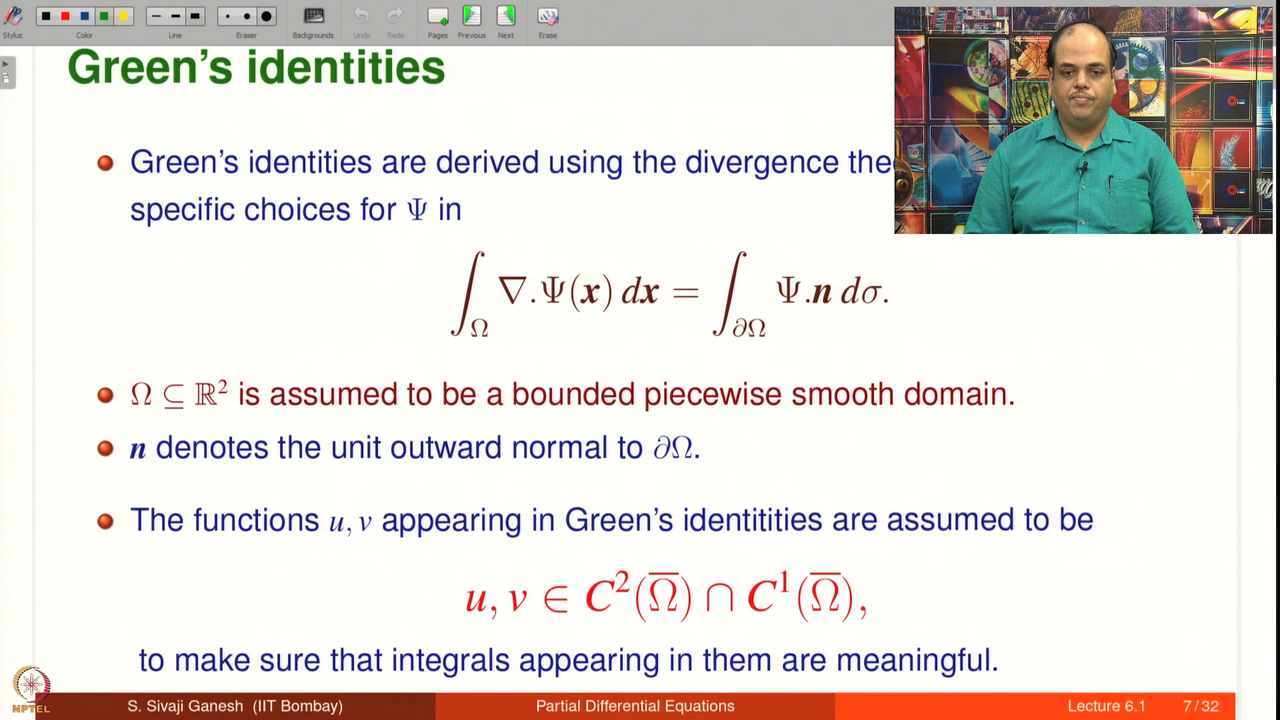 Stylus
Color
Line
Eraser
Backgrounds
Undo
Redo
Pages
Previous
Next
Erase
Green's identities
Green's identities are derived using the divergence
specific choices for Ψ in
∫_Ω ∇.Ψ(x) dx = ∫_∂Ω Ψ.n dσ.
Ω ⊆ ℝ² is assumed to be a bounded piecewise smooth domain.
n denotes the unit outward normal to ∂Ω.
The functions u, v appearing in Green's identitities are assumed to be
u, v ∈ C²(Ω̅) ∩ C¹(Ω̅),
to make sure that integrals appearing in them are meaningful.
NPTEL
S. Sivaji Ganesh (IIT Bombay)
Partial Differential Equations
Lecture 6.1
7 / 32